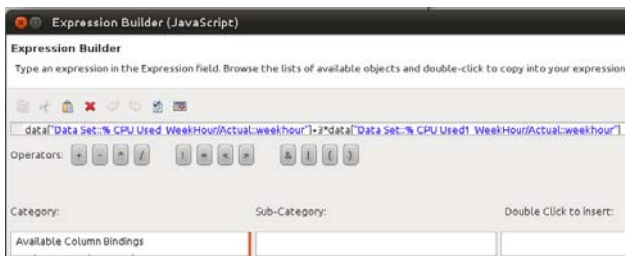 Expression Builder (JavaScript)
Expression Builder
Type an expression in the Expression field. Browse the lists of available objects and double-click to copy into your expression
data["Data Set::% CPU Used WeekHour/Actual::weekhour"]+3*data["Data Set::% CPU Used1 WeekHour/Actual::weekhour"]
Operators: + - * / ! = < > & | ( )
Category: Sub-Category: Double Click to insert:
Available Column Bindings